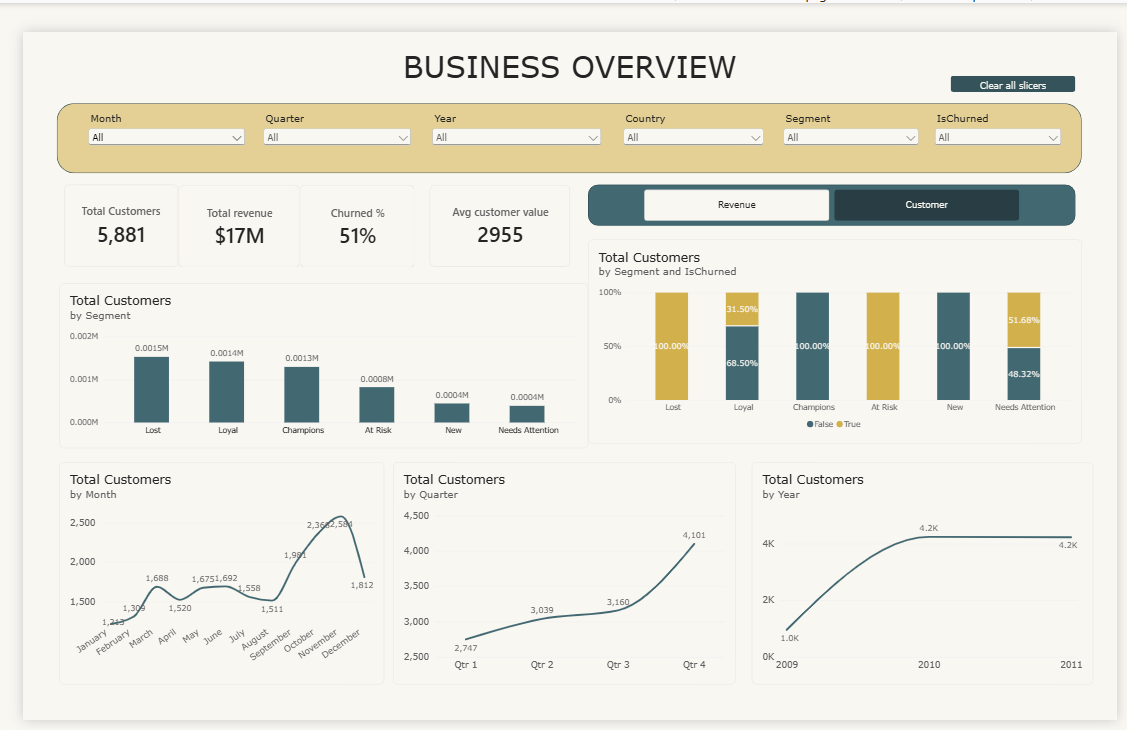 BUSINESS OVERVIEW
Clear all slicers
Month Quarter Year Country Segment IsChurned
All All All All All All
Total Customers
5,881
Total revenue
$17M
Churned %
51%
Avg customer value
2955
Revenue Customer
Total Customers
by Segment
0.002M
0.001M
0.000M
0.0015M 0.0014M 0.0013M 0.0008M 0.0004M 0.0004M
Lost Loyal Champions At Risk New Needs Attention
Total Customers
by Segment and IsChurned
100%
50%
0%
100.00% 31.50% 68.50% 100.00% 100.00% 100.00% 51.68% 48.32%
Lost Loyal Champions At Risk New Needs Attention
False True
Total Customers
by Month
2,500
2,000
1,500
1,213 1,309 1,688 1,520 1,675 1,692 1,558 1,511 1,981 2,584 1,812
January February March April May June July August September October November December
Total Customers
by Quarter
4,500
4,000
3,500
3,000
2,500
2,747 3,039 3,160 4,101
Qtr 1 Qtr 2 Qtr 3 Qtr 4
Total Customers
by Year
4K
2K
0K
1.0K 4.2K 4.2K
2009 2010 2011